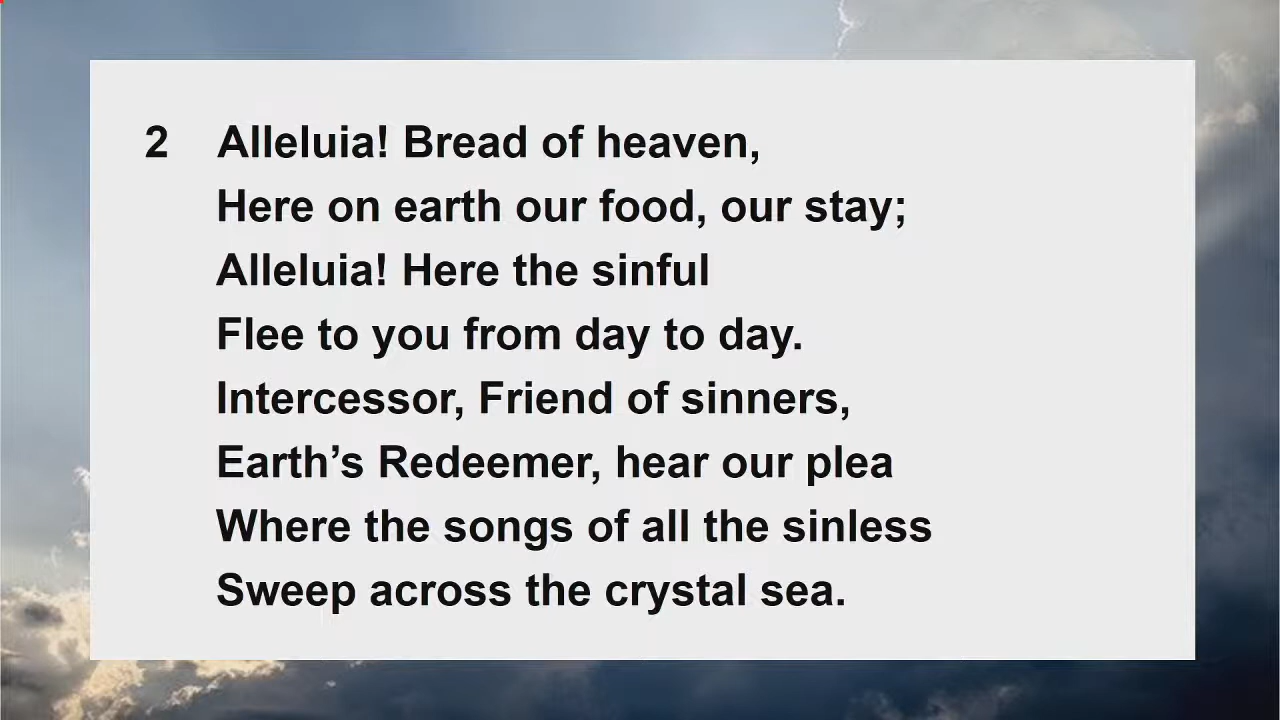 2 Alleluia! Bread of heaven,
Here on earth our food, our stay;
Alleluia! Here the sinful
Flee to you from day to day.
Intercessor, Friend of sinners,
Earth’s Redeemer, hear our plea
Where the songs of all the sinless
Sweep across the crystal sea.